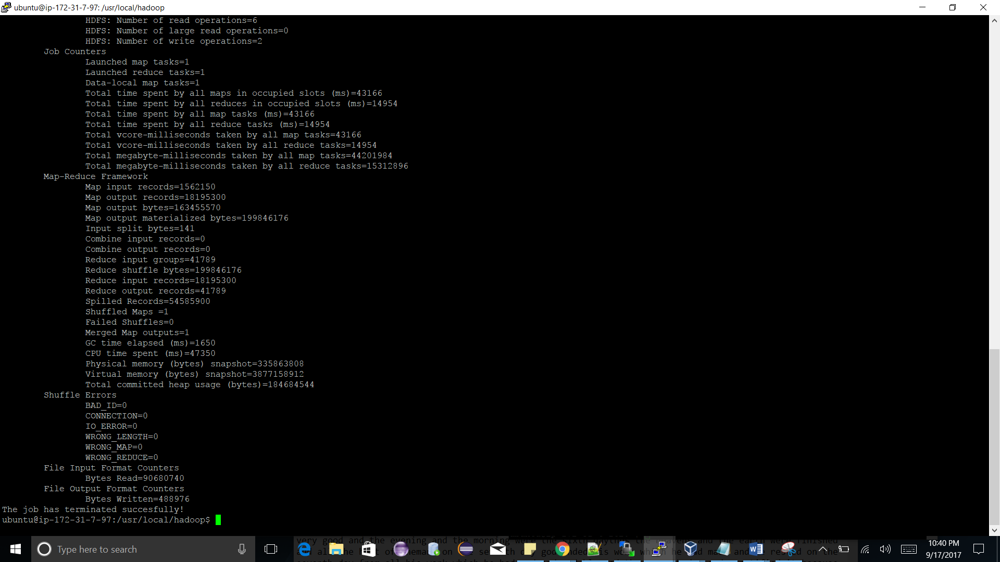 ubuntu@ip-172-31-7-97: /usr/local/hadoop
HDFS: Number of read operations=6
HDFS: Number of large read operations=0
HDFS: Number of write operations=2
Job Counters
Launched map tasks=1
Launched reduce tasks=1
Data-local map tasks=1
Total time spent by all maps in occupied slots (ms)=43166
Total time spent by all reduces in occupied slots (ms)=14954
Total time spent by all map tasks (ms)=43166
Total time spent by all reduce tasks (ms)=14954
Total vcore-milliseconds taken by all map tasks=43166
Total vcore-milliseconds taken by all reduce tasks=14954
Total megabyte-milliseconds taken by all map tasks=44201984
Total megabyte-milliseconds taken by all reduce tasks=15312896
Map-Reduce Framework
Map input records=1562150
Map output records=18195300
Map output bytes=163455570
Map output materialized bytes=199846176
Input split bytes=141
Combine input records=0
Combine output records=0
Reduce input groups=41789
Reduce shuffle bytes=199846176
Reduce input records=18195300
Reduce output records=41789
Spilled Records=54585900
Shuffled Maps =1
Failed Shuffles=0
Merged Map outputs=1
GC time elapsed (ms)=1650
CPU time spent (ms)=47350
Physical memory (bytes) snapshot=335863808
Virtual memory (bytes) snapshot=3877158912
Total committed heap usage (bytes)=184684544
Shuffle Errors
BAD_ID=0
CONNECTION=0
IO_ERROR=0
WRONG_LENGTH=0
WRONG_MAP=0
WRONG_REDUCE=0
File Input Format Counters
Bytes Read=90680740
File Output Format Counters
Bytes Written=488976
The job has terminated succesfully!
ubuntu@ip-172-31-7-97:/usr/local/hadoop$
very good and the evening and the morning were the
Type here to search
10:40 PM
9/17/2017